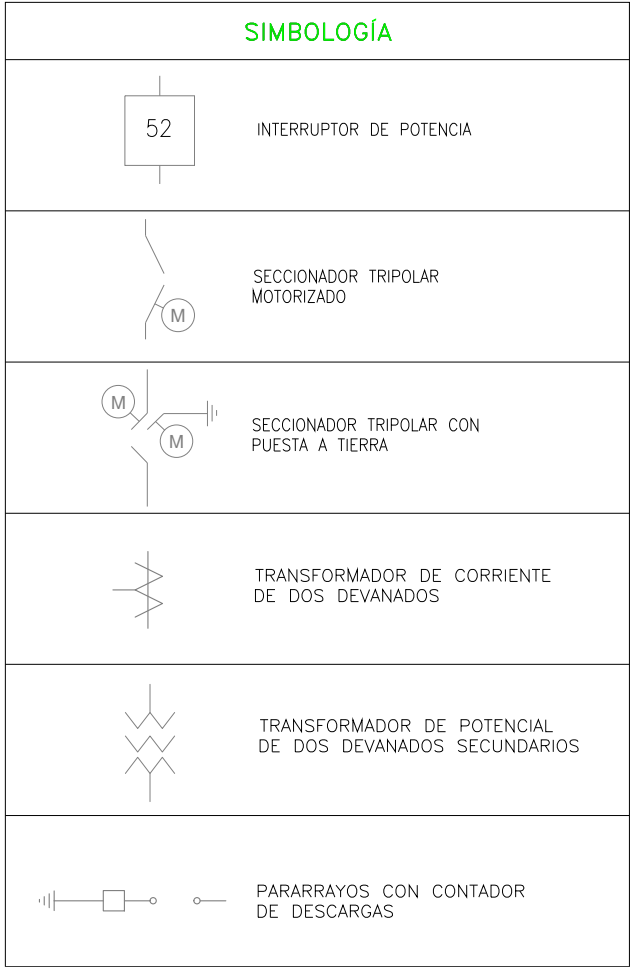 SIMBOLOGÍA
52
INTERRUPTOR DE POTENCIA
SECCIONADOR TRIPOLAR
MOTORIZADO
M
M
SECCIONADOR TRIPOLAR CON
PUESTA A TIERRA
M
TRANSFORMADOR DE CORRIENTE
DE DOS DEVANADOS
TRANSFORMADOR DE POTENCIAL
DE DOS DEVANADOS SECUNDARIOS
PARARRAYOS CON CONTADOR
DE DESCARGAS